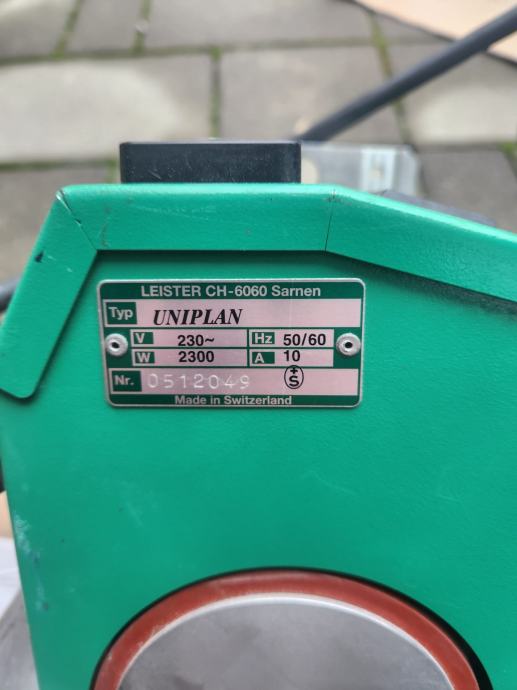 LEISTER CH-6060 Sarnen
Typ UNIPLAN
V 230~ Hz 50/60
W 2300 A 10
Nr. 0512049 +S
Made in Switzerland